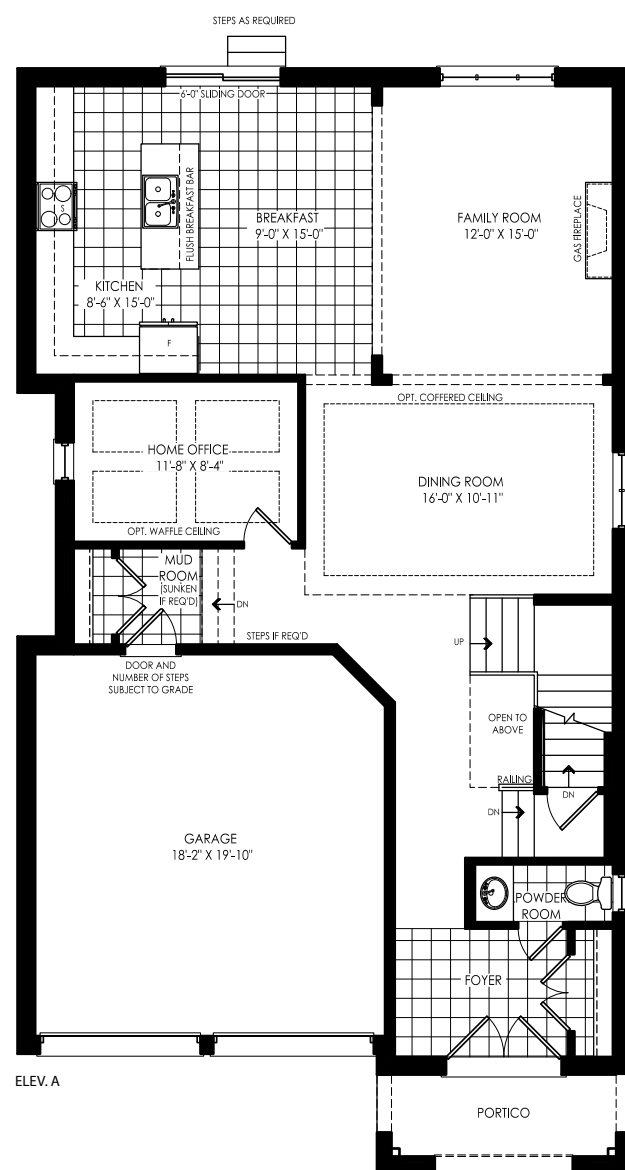 STEPS AS REQUIRED
6'-0" SLIDING DOOR
S
FLUSH BREAKFAST BAR
BREAKFAST
9'-0" X 15'-0"
FAMILY ROOM
12'-0" X 15'-0"
GAS FIREPLACE
KITCHEN
8'-6" X 15'-0"
F
OPT. COFFERED CEILING
HOME OFFICE
11'-8" X 8'-4"
OPT. WAFFLE CEILING
DINING ROOM
16'-0" X 10'-11"
MUD
ROOM
(SUNKEN
IF REQ'D)
DN
STEPS IF REQ'D
UP
DOOR AND
NUMBER OF STEPS
SUBJECT TO GRADE
OPEN TO
ABOVE
RAILING
DN
DN
GARAGE
18'-2" X 19'-10"
POWDER
ROOM
FOYER
ELEV. A
PORTICO